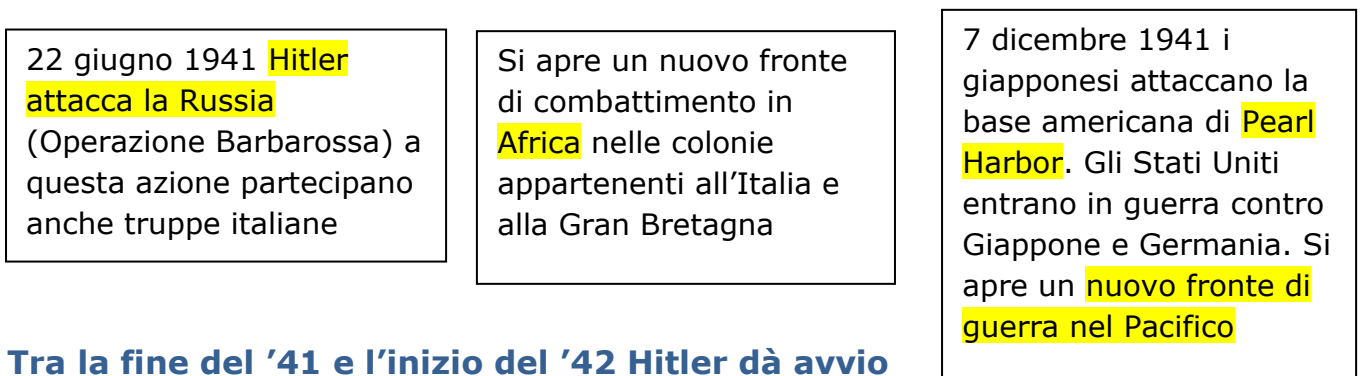 22 giugno 1941 Hitler
attacca la Russia
(Operazione Barbarossa) a
questa azione partecipano
anche truppe italiane
Si apre un nuovo fronte
di combattimento in
Africa nelle colonie
appartenenti all’Italia e
alla Gran Bretagna
7 dicembre 1941 i
giapponesi attaccano la
base americana di Pearl
Harbor. Gli Stati Uniti
entrano in guerra contro
Giappone e Germania. Si
apre un nuovo fronte di
guerra nel Pacifico
Tra la fine del ’41 e l’inizio del ’42 Hitler dà avvio